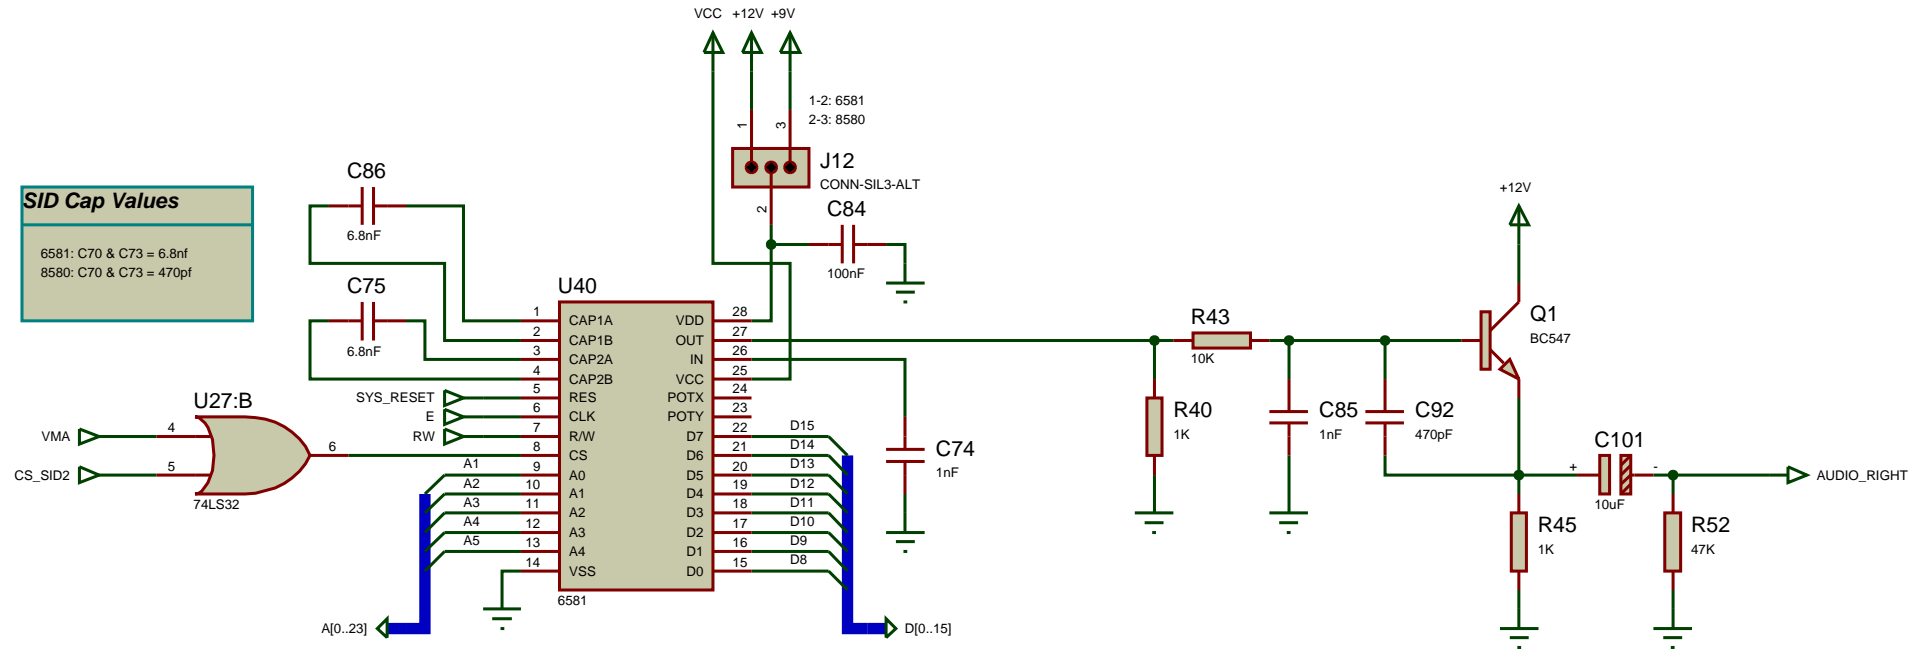 VCC +12V +9V
1-2: 6581
2-3: 8580
1
3
J12
CONN-SIL3-ALT
2
C84
100nF
SID Cap Values
6581: C70 & C73 = 6.8nf
8580: C70 & C73 = 470pf
C86
6.8nF
C75
6.8nF
U40
1 CAP1A VDD 28
2 CAP1B OUT 27
3 CAP2A IN 26
4 CAP2B VCC 25
SYS_RESET 5 RES POTX 24
E 6 CLK POTY 23
RW 7 R/W D7 22 D15
8 CS D6 21 D14
A1 9 A0 D5 20 D13
A2 10 A1 D4 19 D12
A3 11 A2 D3 18 D11
A4 12 A3 D2 17 D10
A5 13 A4 D1 16 D9
14 VSS D0 15 D8
6581
U27:B
VMA 4
6
CS_SID2 5
74LS32
A[0..23]
D[0..15]
C74
1nF
R43
10K
R40
1K
C85
1nF
C92
470pF
+12V
Q1
BC547
C101
+ -
10uF
AUDIO_RIGHT
R45
1K
R52
47K